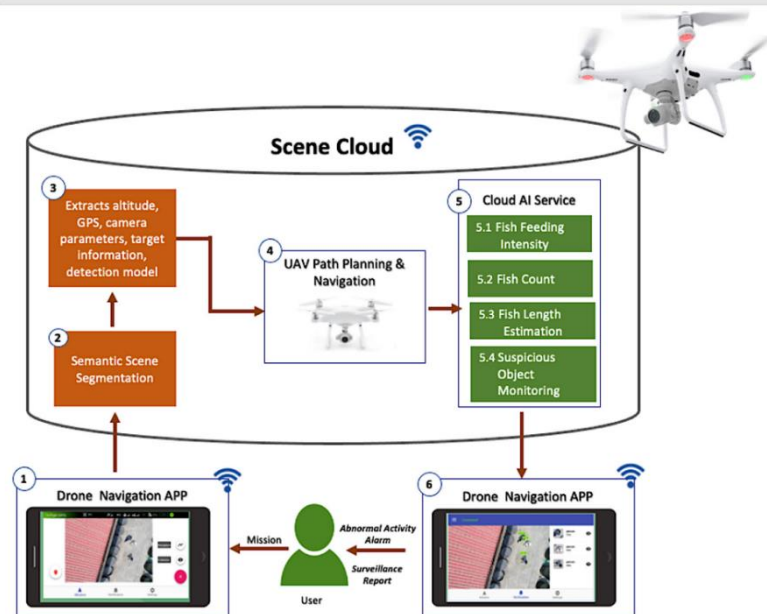 Scene Cloud
3
Extracts altitude,
GPS, camera
parameters, target
information,
detection model
2
Semantic Scene
Segmentation
4
UAV Path Planning &
Navigation
5
Cloud AI Service
5.1 Fish Feeding
Intensity
5.2 Fish Count
5.3 Fish Length
Estimation
5.4 Suspicious
Object
Monitoring
1
Drone Navigation APP
Mission
User
Abnormal Activity
Alarm
Surveillance
Report
6
Drone Navigation APP